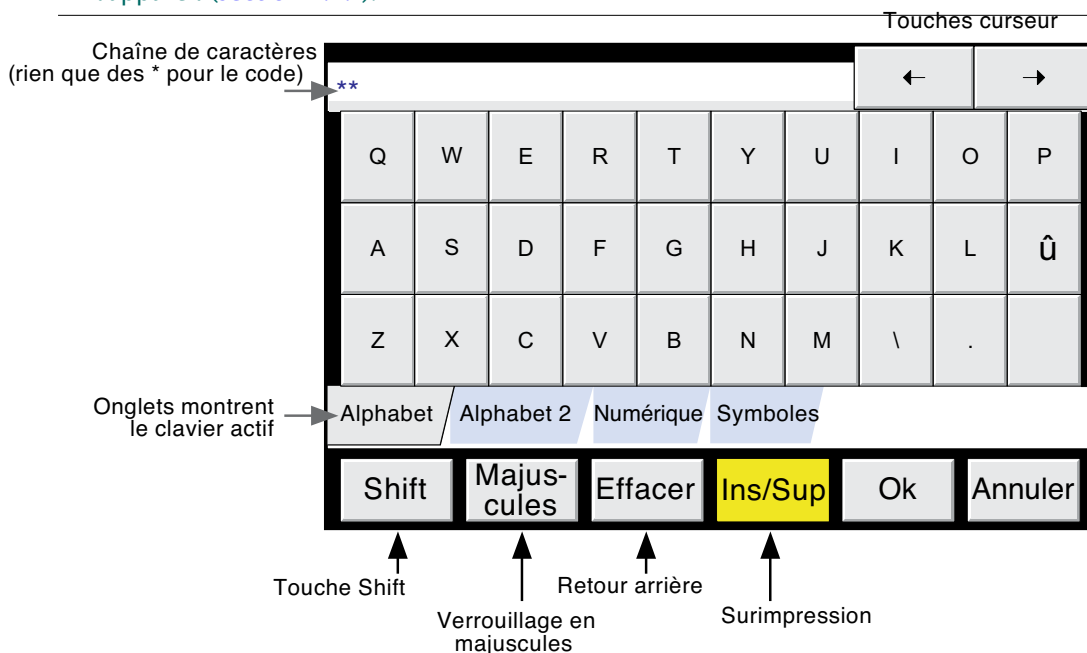 Touches curseur
Chaîne de caractères
(rien que des * pour le code)
**
← →
Q W E R T Y U I O P
A S D F G H J K L û
Z X C V B N M \ .
Onglets montrent
le clavier actif
Alphabet Alphabet 2 Numérique Symboles
Shift Majus-
cules Effacer Ins/Sup Ok Annuler
Touche Shift Retour arrière
Verrouillage en
majuscules
Surimpression